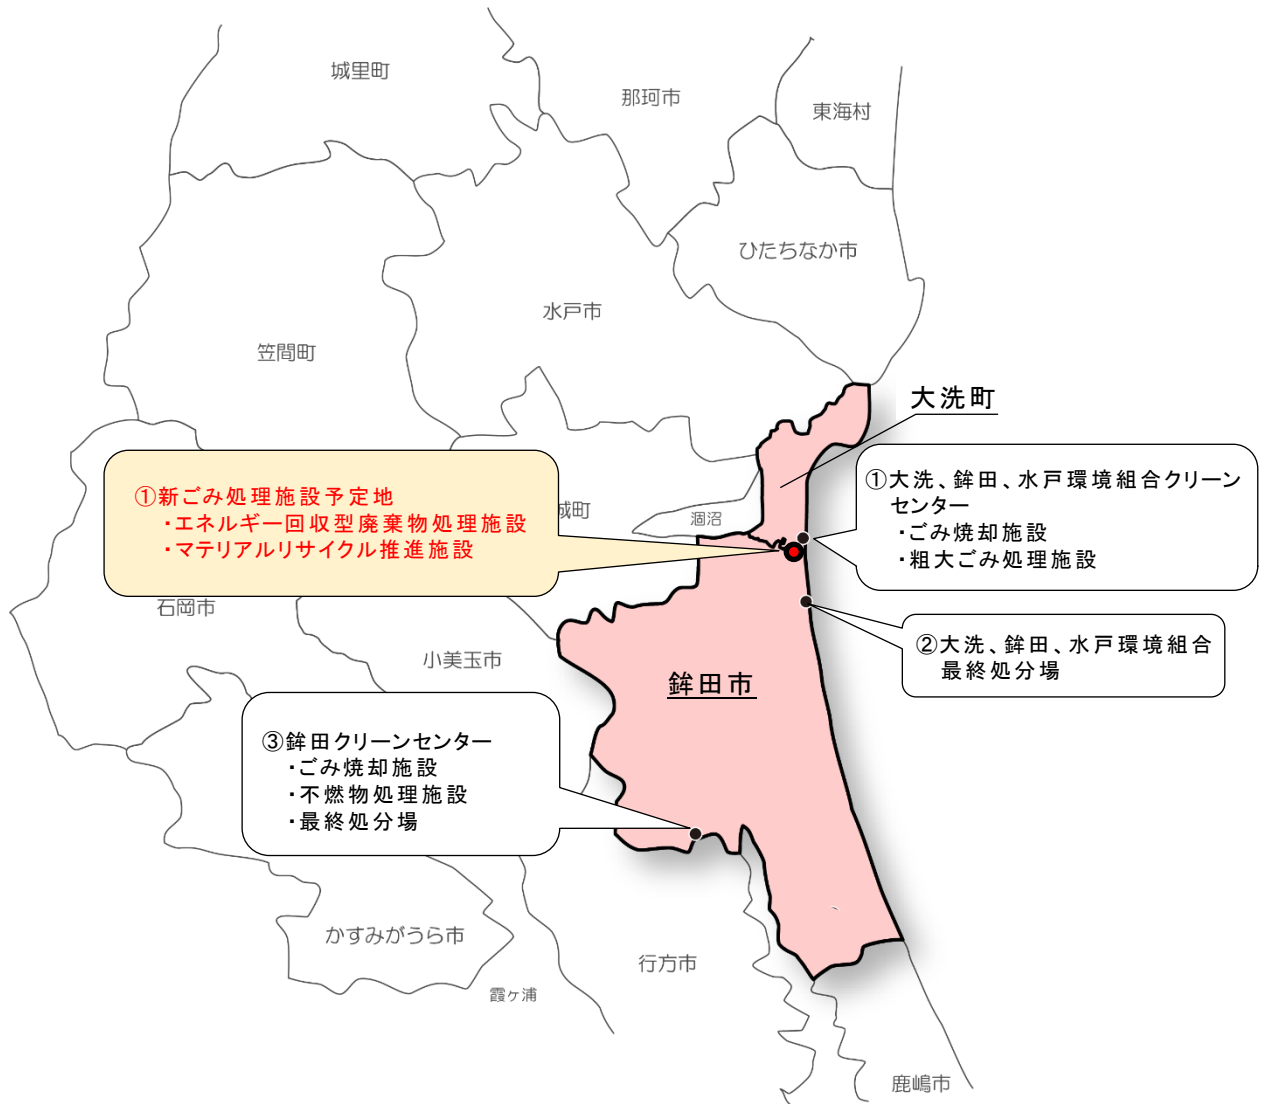 城里町
那珂市
東海村
ひたちなか市
水戸市
笠間町
大洗町
①大洗、鉾田、水戸環境組合クリーン
センター
・ごみ焼却施設
・粗大ごみ処理施設
①新ごみ処理施設予定地
・エネルギー回収型廃棄物処理施設
・マテリアルリサイクル推進施設
城町
涸沼
石岡市
小美玉市
②大洗、鉾田、水戸環境組合
最終処分場
鉾田市
③鉾田クリーンセンター
・ごみ焼却施設
・不燃物処理施設
・最終処分場
かすみがうら市
行方市
霞ヶ浦
鹿嶋市